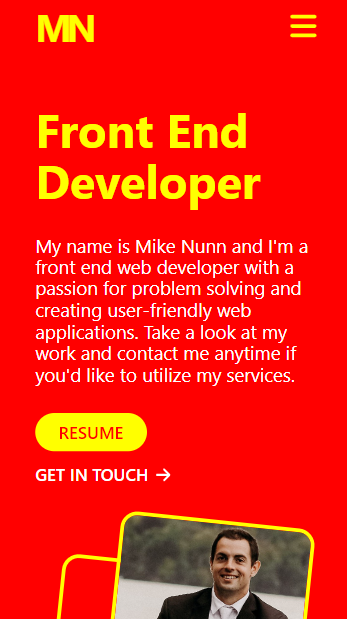 MN
Front End
Developer
My name is Mike Nunn and I'm a
front end web developer with a
passion for problem solving and
creating user-friendly web
applications. Take a look at my
work and contact me anytime if
you'd like to utilize my services.
RESUME
GET IN TOUCH →